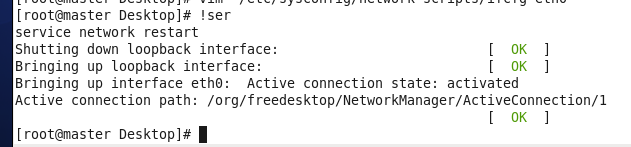 [root@master Desktop]# vim /etc/sysconfig/network-scripts/ifcfg-eth0
[root@master Desktop]# !ser
service network restart
Shutting down loopback interface:                          [  OK  ]
Bringing up loopback interface:                            [  OK  ]
Bringing up interface eth0:  Active connection state: activated
Active connection path: /org/freedesktop/NetworkManager/ActiveConnection/1
                                                           [  OK  ]
[root@master Desktop]#